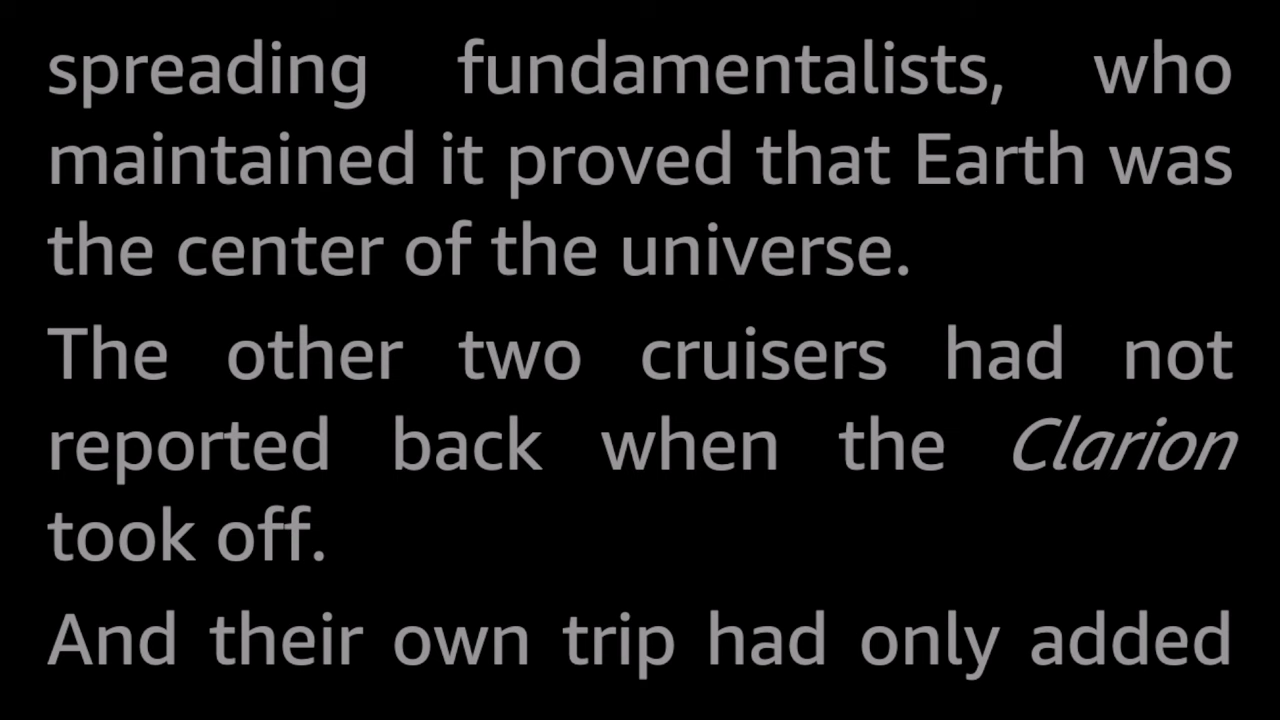 spreading fundamentalists, who
maintained it proved that Earth was
the center of the universe.
The other two cruisers had not
reported back when the Clarion
took off.
And their own trip had only added